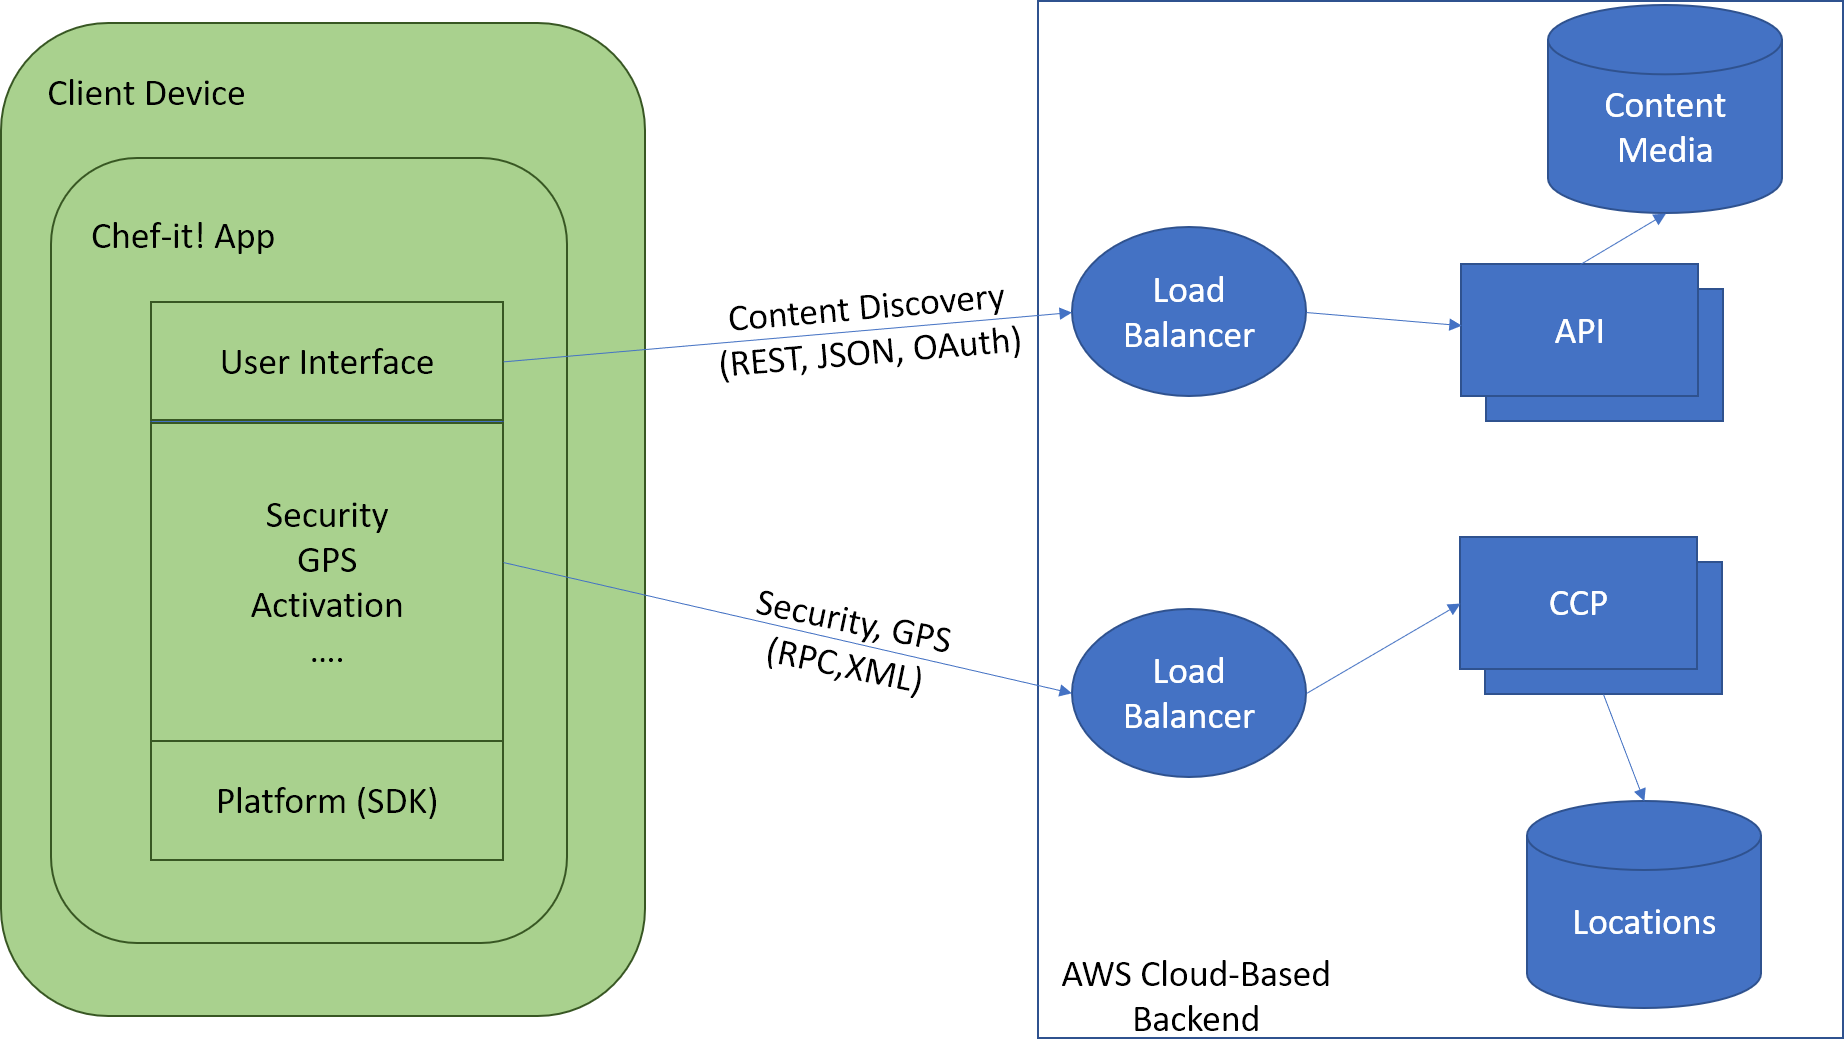 Client Device
Chef-it! App
User Interface
Security
GPS
Activation
....
Platform (SDK)
Content Discovery
(REST, JSON, OAuth)
Security, GPS
(RPC,XML)
Load
Balancer
API
Content
Media
Load
Balancer
CCP
Locations
AWS Cloud-Based
Backend